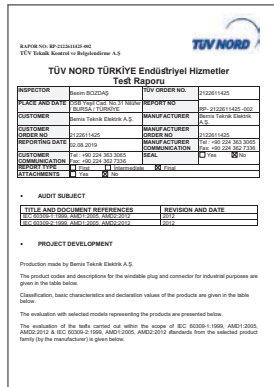 TUV NORD
RAPOR NO: RP-2122611425-002
TÜV Teknik Kontrol ve Belgelendirme A.Ş.
TÜV NORD TÜRKİYE Endüstriyel Hizmetler
Test Raporu
INSPECTOR Besim BOZDAŞ TÜV ORDER NO. 2122611425
PLACE AND DATE OSB Yeşil Cad. No.31 Nilüfer / BURSA / TÜRKİYE REPORT NO RP- 2122611425 -002
CUSTOMER Bemis Teknik Elektrik A.Ş. MANUFACTURER Bemis Teknik Elektrik A.Ş.
CUSTOMER ORDER NO 2122611425 MANUFACTURER ORDER NO 2122611425
REPORTING DATE 02.08.2019 MANUFACTURER COMMUNICATION Tel : +90 224 363 3065 Fax: +90 224 362 7336
CUSTOMER COMMUNICATION Tel : +90 224 363 3065 Fax: +90 224 362 7336 SEAL Yes No
REPORT TYPE First Intermediate Final
ATTACHMENTS Yes No
• AUDIT SUBJECT
TITLE AND DOCUMENT REFERENCES REVISION AND DATE
IEC 60309-1:1999, AMD1:2005, AMD2:2012 2012
IEC 60309-2:1999, AMD1:2005, AMD2:2012 2012
• PROJECT DEVELOPMENT
Production made by Bemis Teknik Elektrik A.Ş.
The product codes and descriptions for the windable plug and connector for industrial purposes are
given in the table below.
Classification, basic characteristics and declaration values of the products are given in the table
below.
The evaluation with selected models representing the products are presented below.
The evaluation of the tests carried out within the scope of IEC 60309-1:1999, AMD1:2005,
AMD2:2012 & IEC 60309-2:1999, AMD1:2005, AMD2:2012 standards from the selected product
family (by the manufacturer) is given below.